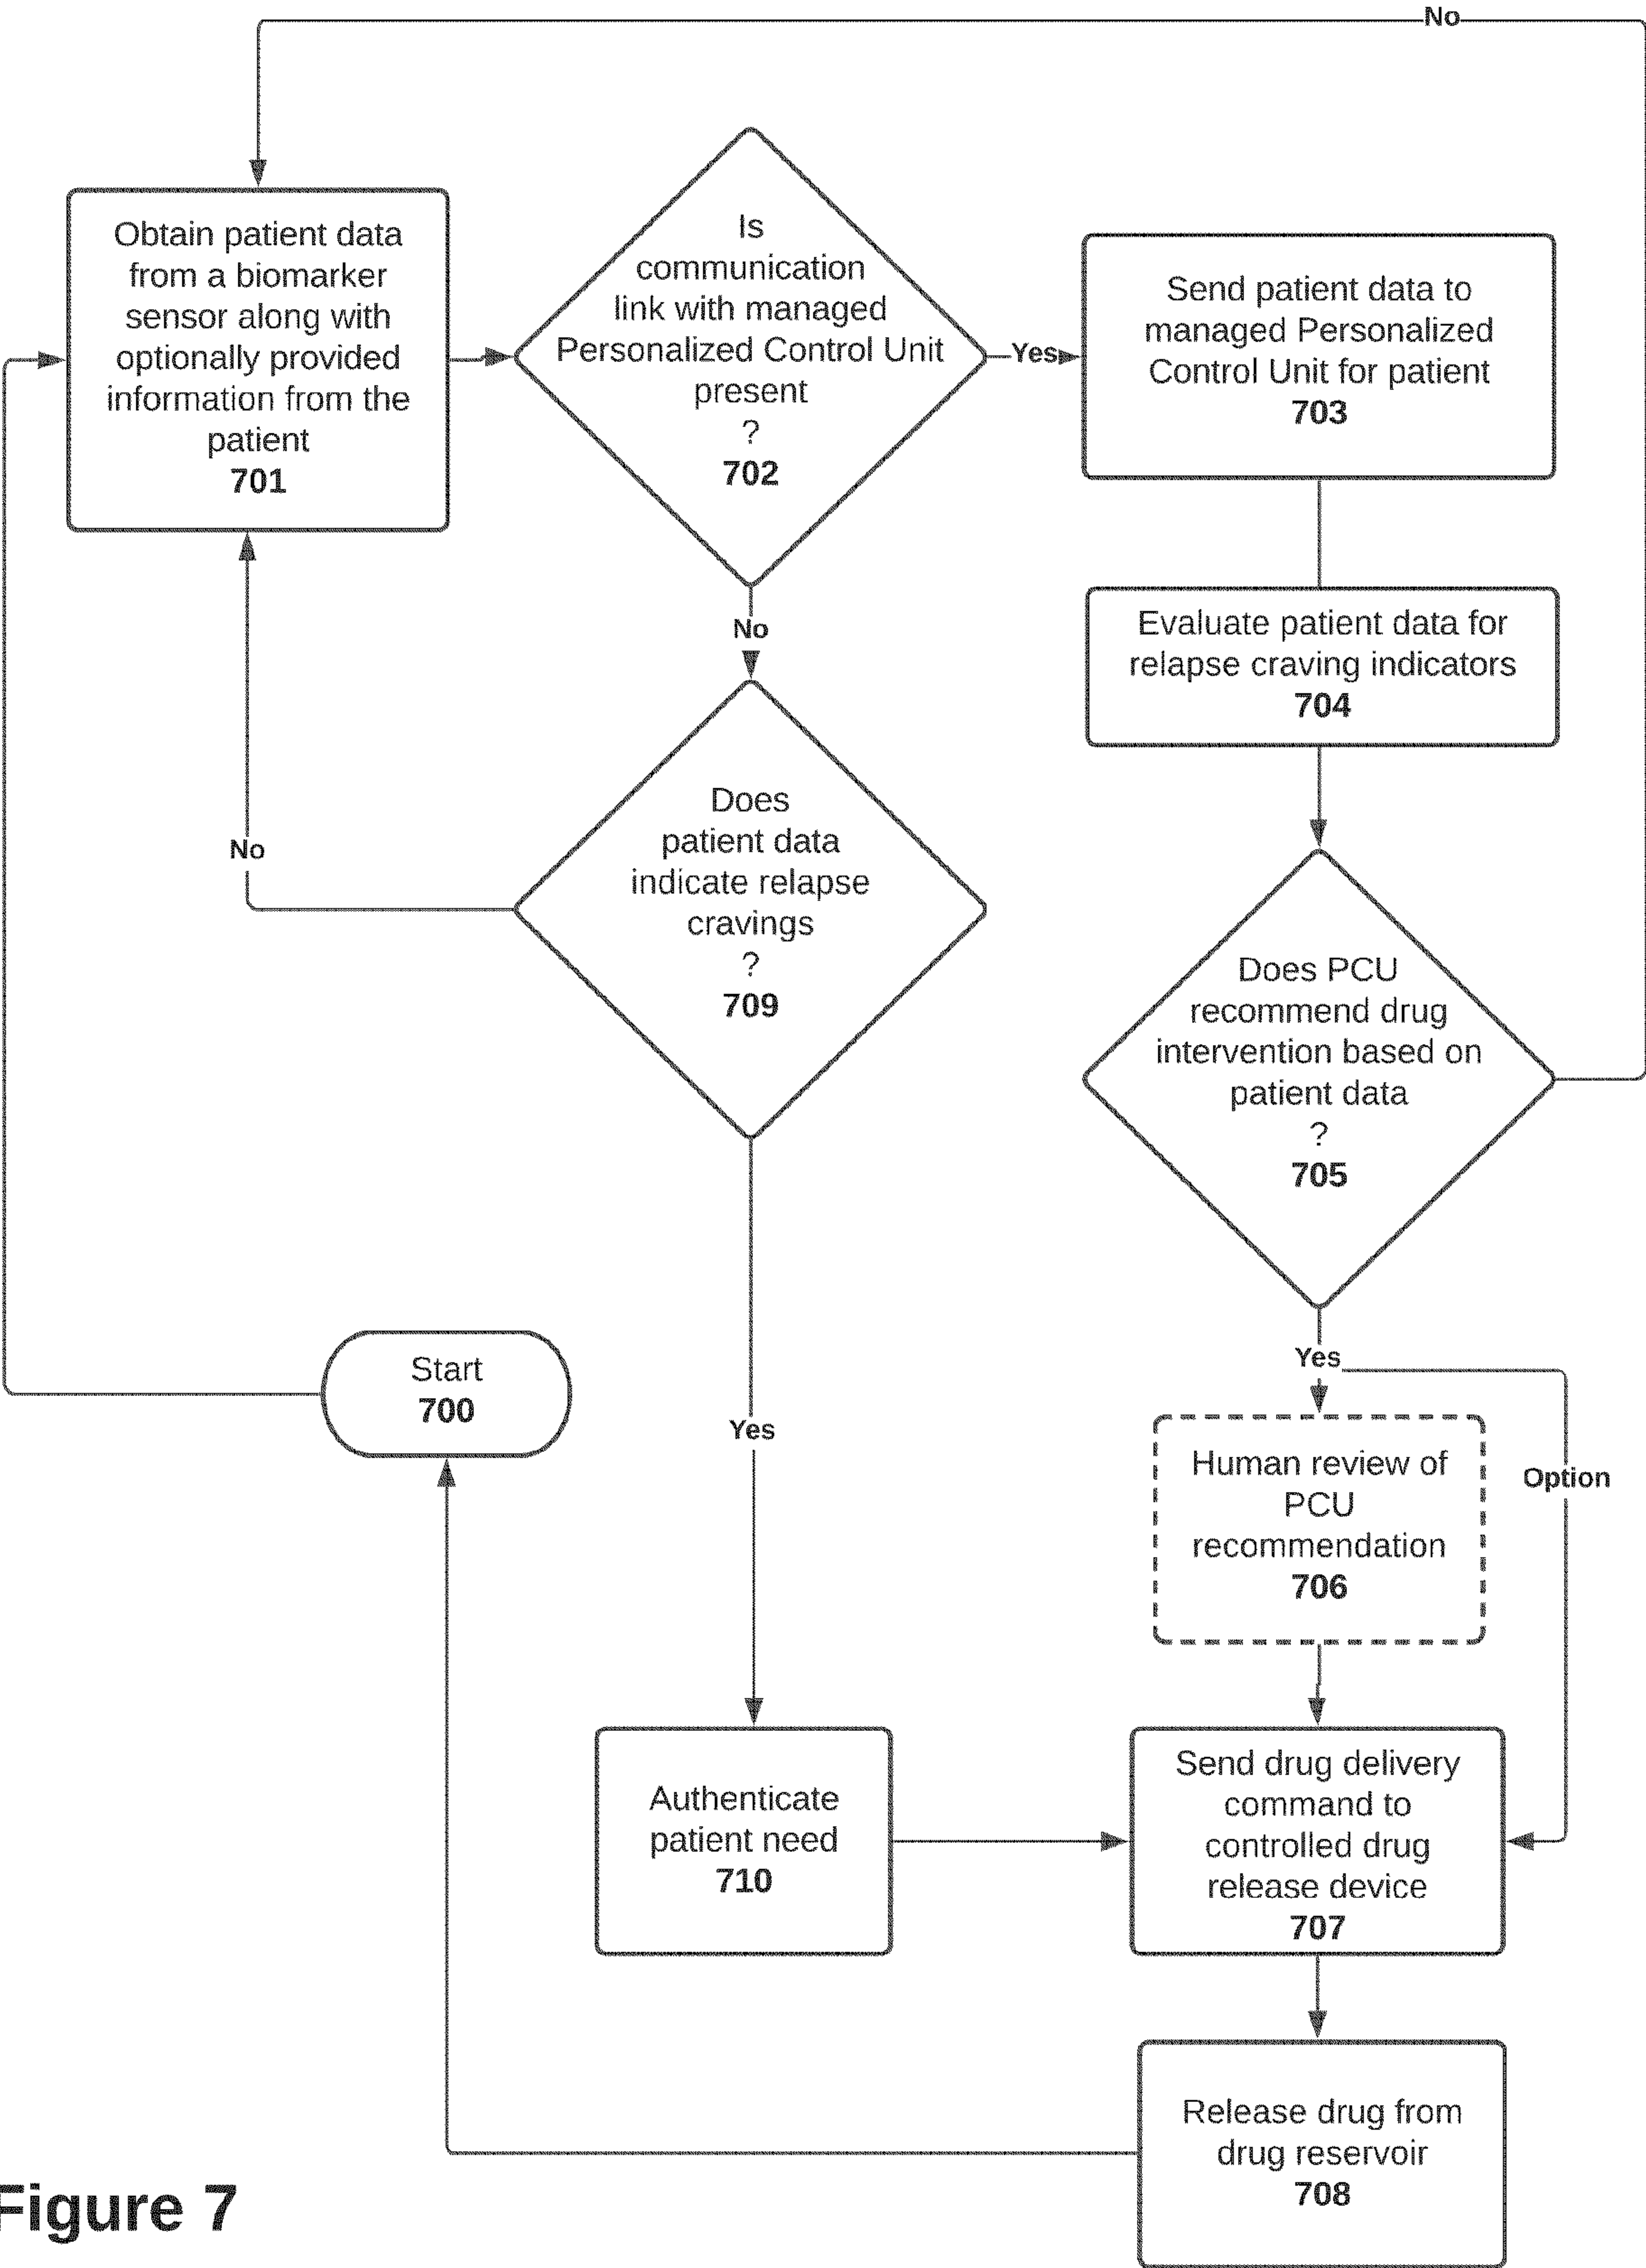 No
Obtain patient data
from a biomarker
sensor along with
optionally provided
information from the
patient
701
Is
communication
link with managed
Personalized Control Unit
present
?
702
Yes
Send patient data to
managed Personalized
Control Unit for patient
703
No
Evaluate patient data for
relapse craving indicators
704
Does
patient data
indicate relapse
cravings
?
709
No
Does PCU
recommend drug
intervention based on
patient data
?
705
Yes
Start
700
Yes
Human review of
PCU
recommendation
706
Option
Authenticate
patient need
710
Send drug delivery
command to
controlled drug
release device
707
Release drug from
drug reservoir
708
Figure 7